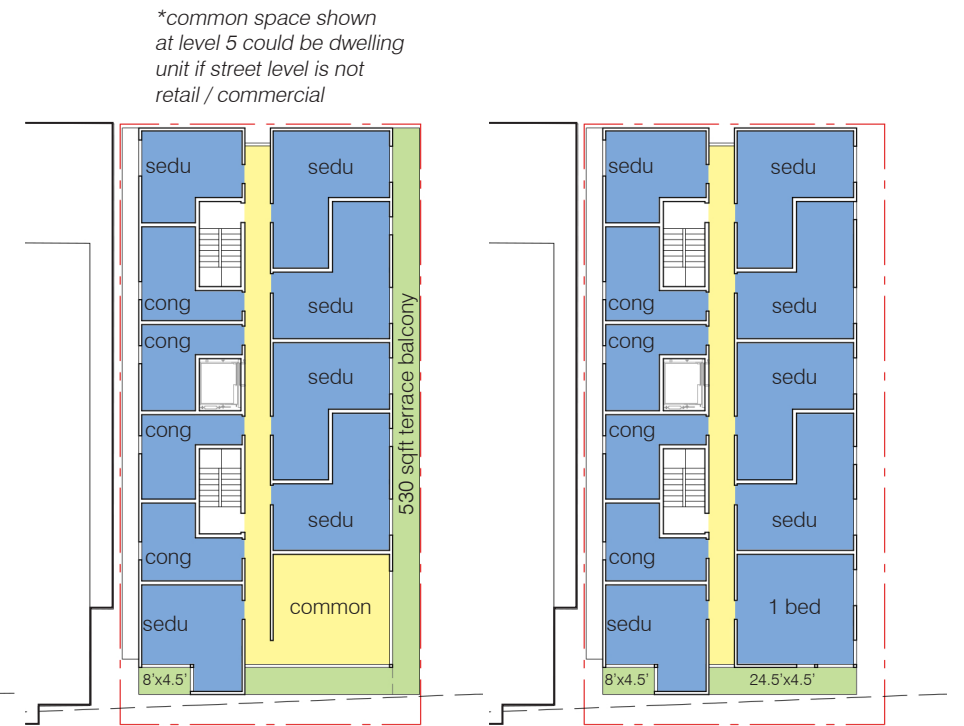 *common space shown
at level 5 could be dwelling
unit if street level is not
retail / commercial
sedu
sedu
cong
sedu
cong
sedu
cong
sedu
cong
common
sedu
8'x4.5'
530 sqft terrace balcony
sedu
sedu
cong
sedu
cong
sedu
cong
sedu
cong
1 bed
sedu
8'x4.5'
24.5'x4.5'